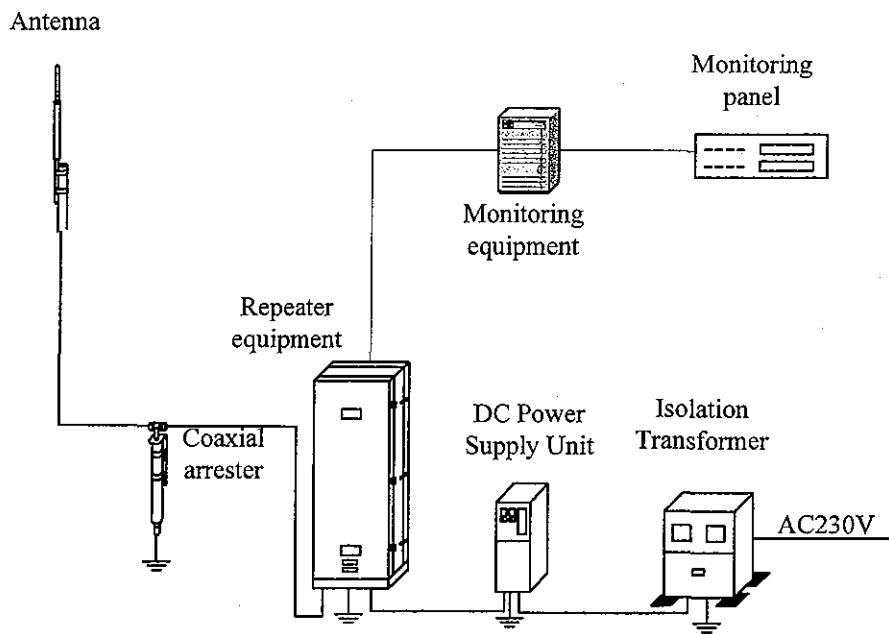 Antenna
Monitoring
panel
Monitoring
equipment
Repeater
equipment
Coaxial
arrester
DC Power
Supply Unit
Isolation
Transformer
AC230V